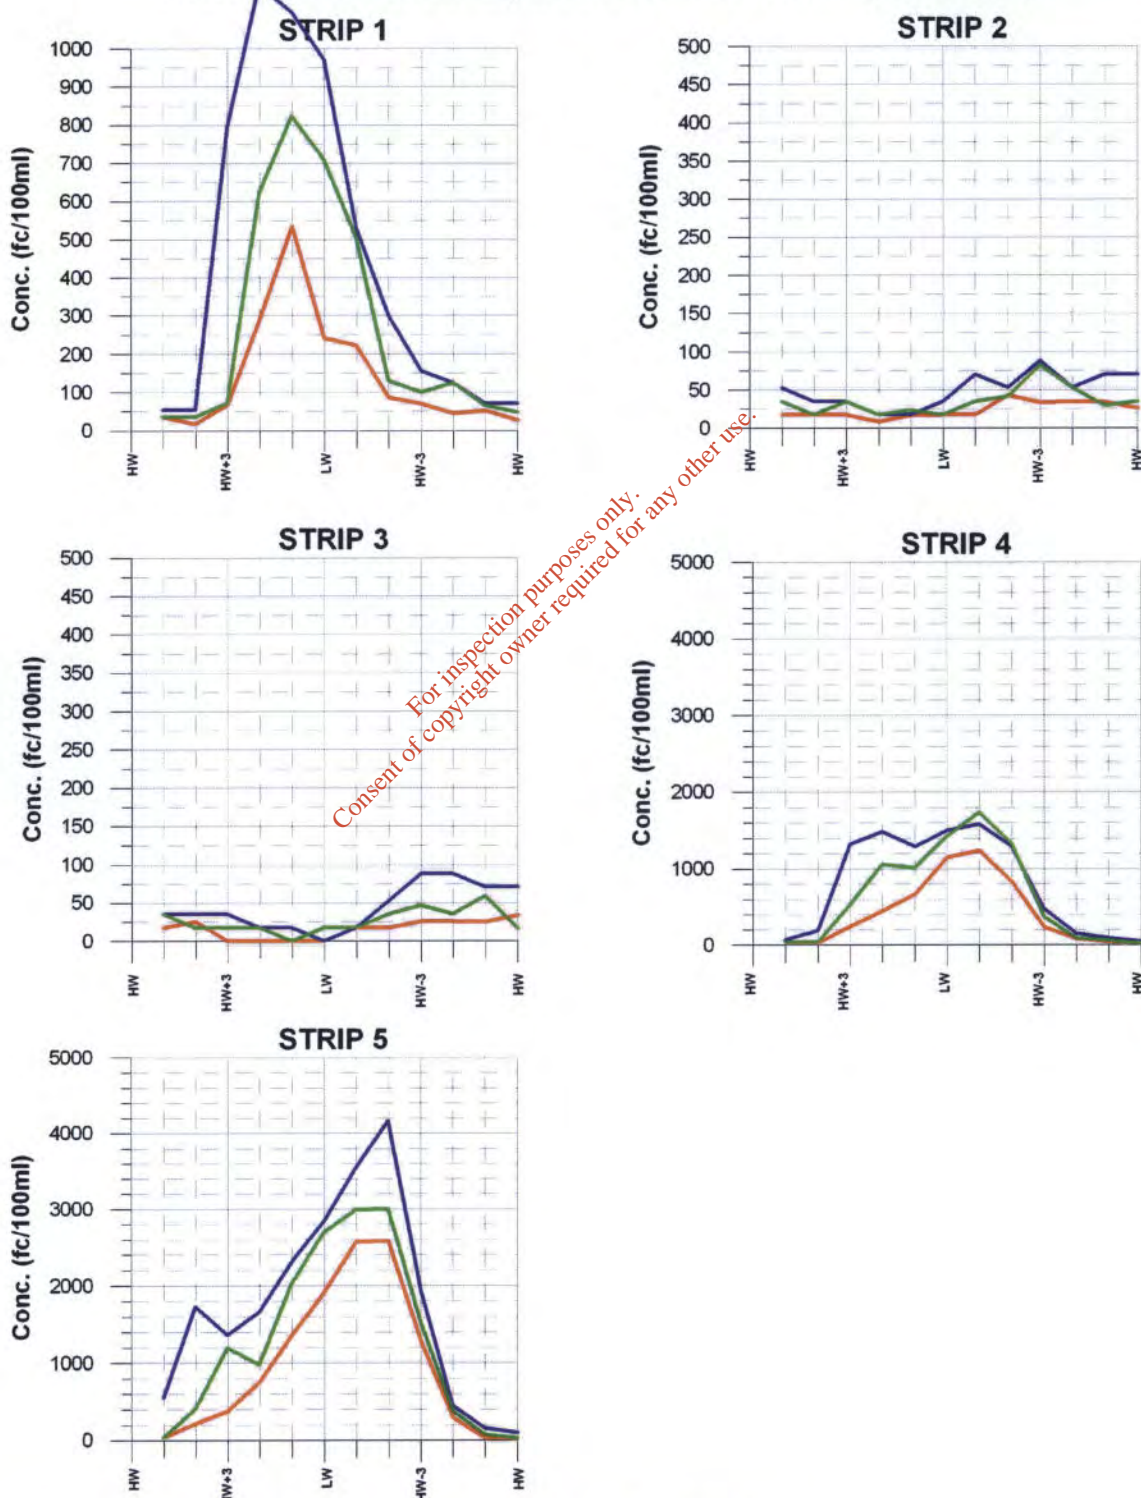 STRIP 1
Conc. (fc/100ml)
1000
900
800
700
600
500
400
300
200
100
0
HW
HW+3
LW
HW-3
HW
STRIP 2
Conc. (fc/100ml)
500
450
400
350
300
250
200
150
100
50
0
HW
HW+3
LW
HW-3
HW
For inspection purposes only.
Consent of copyright owner required for any other use.
STRIP 3
Conc. (fc/100ml)
500
450
400
350
300
250
200
150
100
50
0
HW
HW+3
LW
HW-3
HW
STRIP 4
Conc. (fc/100ml)
5000
4000
3000
2000
1000
0
HW
HW+3
LW
HW-3
HW
STRIP 5
Conc. (fc/100ml)
5000
4000
3000
2000
1000
0
HW
HW+3
LW
HW-3
HW